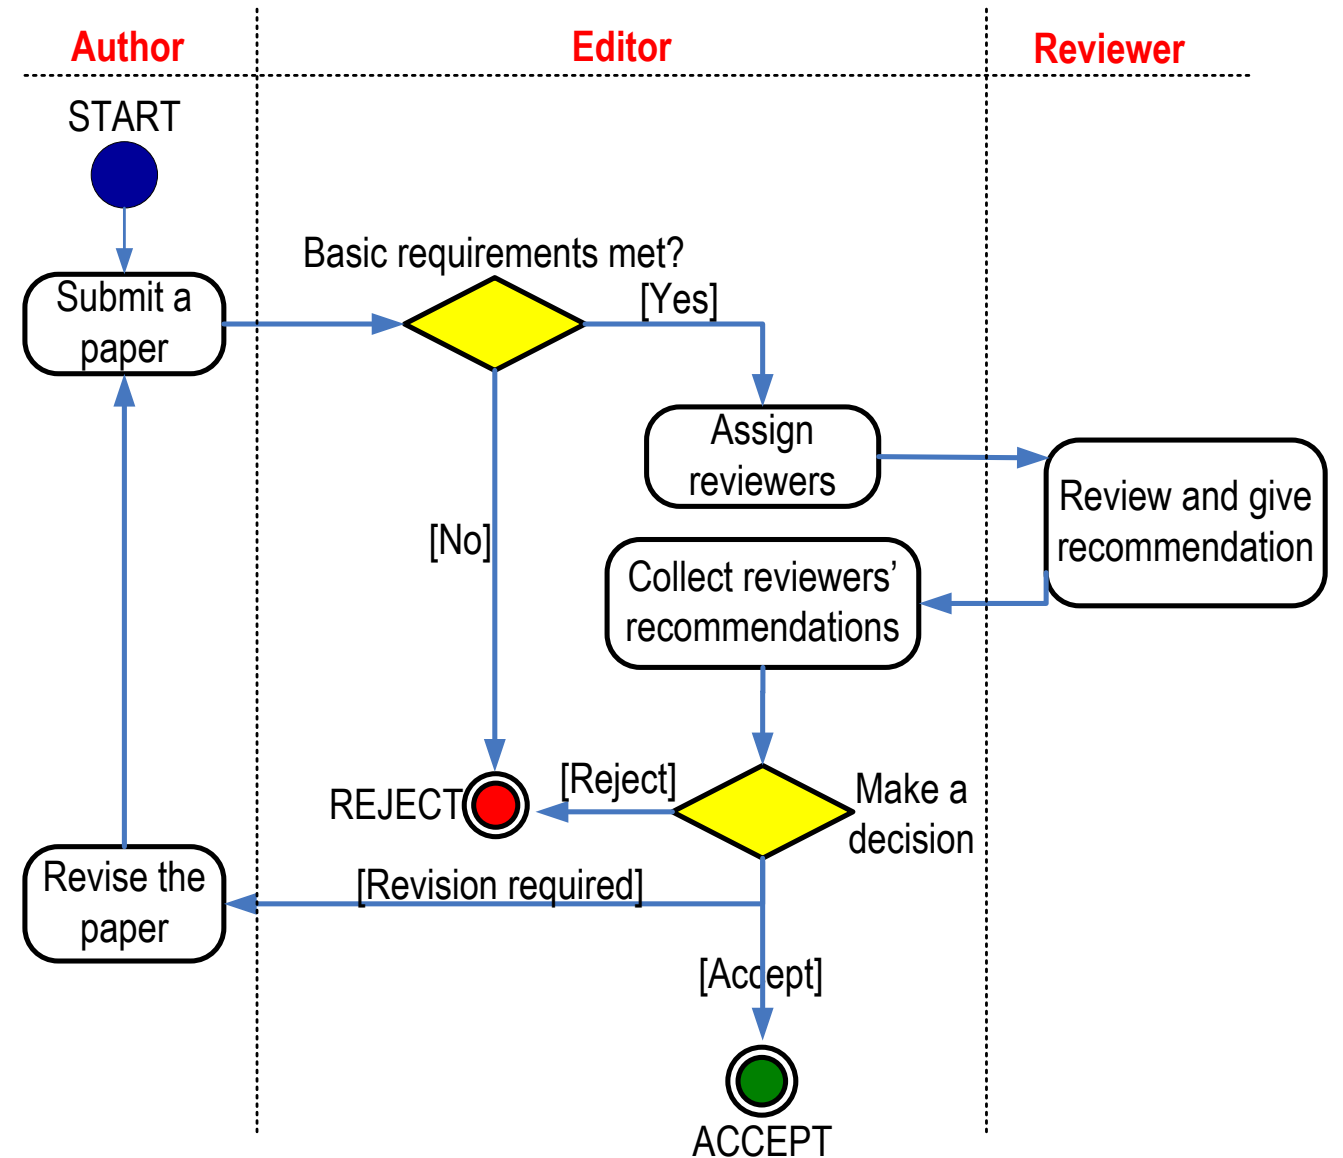 Author
Editor
Reviewer
START
Basic requirements met?
[Yes]
Submit a
paper
Assign
reviewers
Review and give
recommendation
[No]
Collect reviewers’
recommendations
[Reject]
REJECT
Make a
decision
Revise the
paper
[Revision required]
[Accept]
ACCEPT